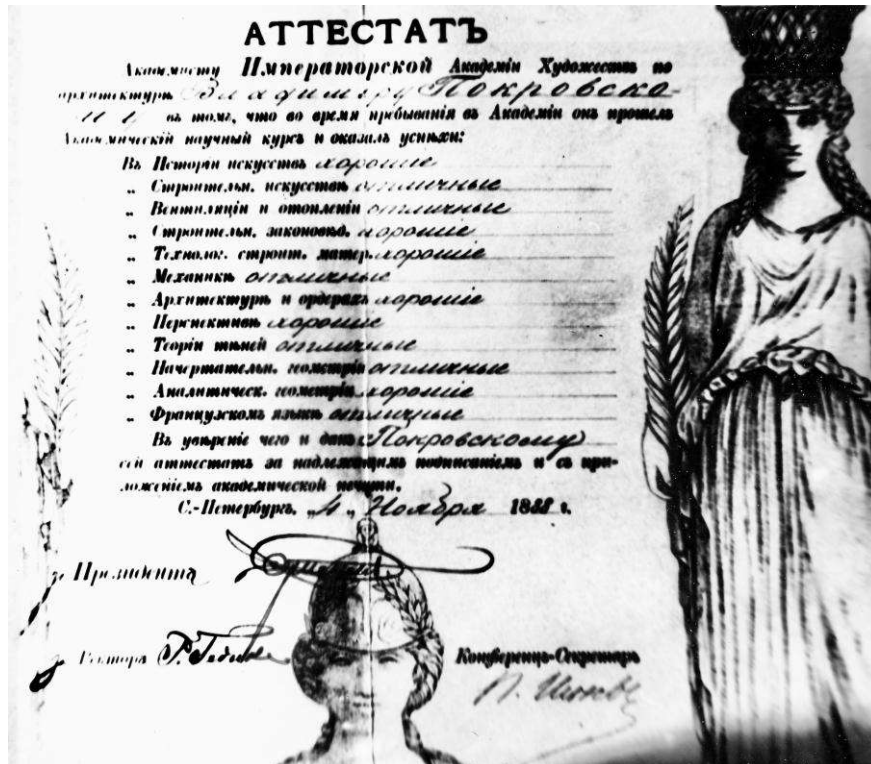 АТТЕСТАТЪ
Академисту Императорской Академіи Художествъ по
архитектурѣ Владиміру Покровско-
му въ томъ, что во время пребыванія въ Академіи онъ прошелъ
Академическій научный курсъ и оказалъ успѣхи:
Въ Исторіи искусствъ хорошіе
„ Строительн. искусствѣ отличные
„ Вентиляціи и отопленіи отличные
„ Строительн. законовѣд. хорошіе
„ Технолог. строит. матер. хорошіе
„ Механикѣ отличные
„ Архитектурѣ и ордерахъ хорошіе
„ Перспективѣ хорошіе
„ Теоріи тѣней отличные
„ Начертательн. геометріи отличные
„ Аналитическ. геометріи хорошіе
„ Французскомъ языкѣ отличные
Въ увѣреніе чего и данъ Покровскому
сей аттестатъ за надлежащимъ подписаніемъ и съ при-
ложеніемъ академической печати.
С.-Петербургъ, „4„ Ноября 1888 г.
Президента
Ректоръ
Конференцъ-Секретарь